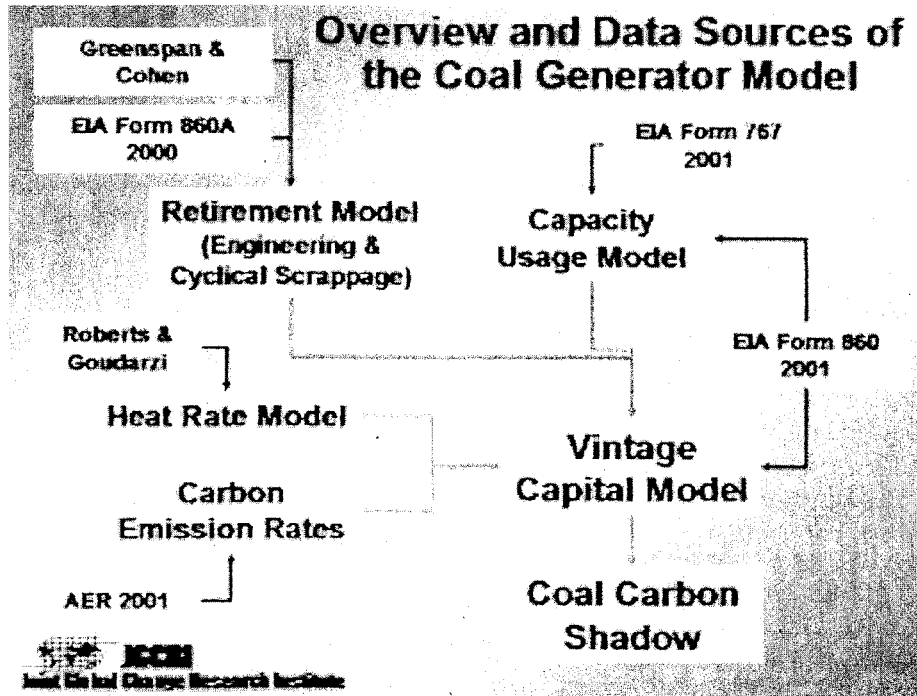 Overview and Data Sources of
the Coal Generator Model
Greenspan &
Cohen
EIA Form 860A
2000
EIA Form 767
2001
Retirement Model
(Engineering &
Cyclical Scrappage)
Capacity
Usage Model
Roberts &
Goudarzi
EIA Form 860
2001
Heat Rate Model
Vintage
Capital Model
Carbon
Emission Rates
AER 2001
Coal Carbon
Shadow
Joint Global Change Research Institute